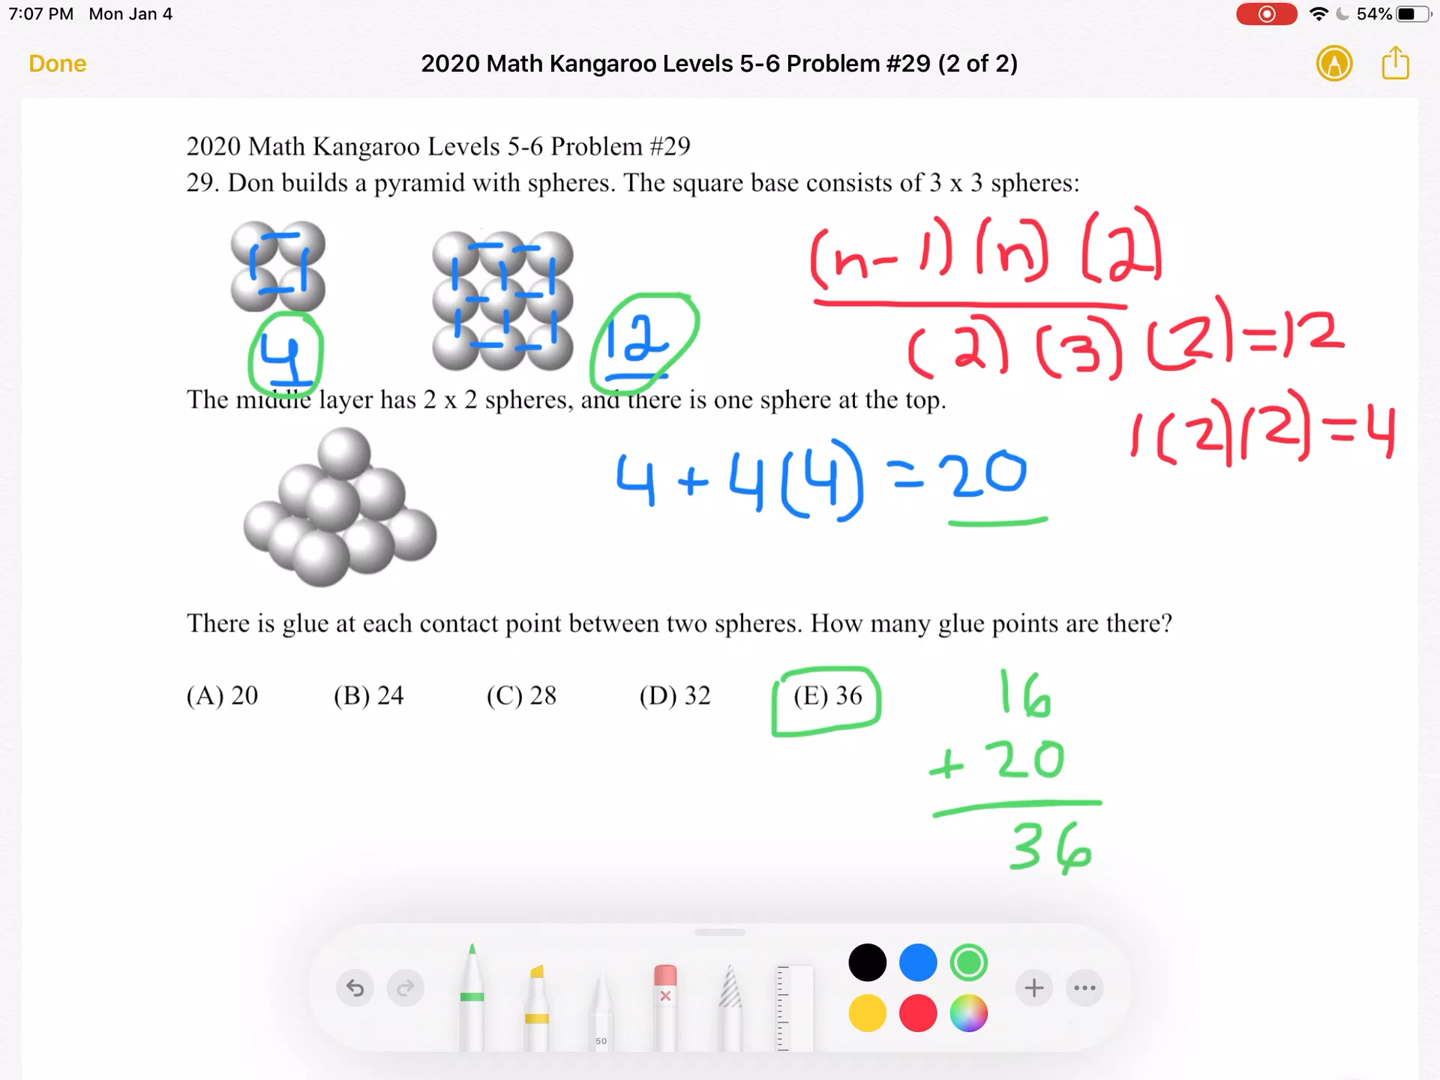 7:07 PM Mon Jan 4
54%
Done
2020 Math Kangaroo Levels 5-6 Problem #29 (2 of 2)
2020 Math Kangaroo Levels 5-6 Problem #29
29. Don builds a pyramid with spheres. The square base consists of 3 x 3 spheres:
(n-1)(n)(2)
4
12
(2)(3)(2)=12
The middle layer has 2 x 2 spheres, and there is one sphere at the top.
1(2)(2)=4
4+4(4)=20
There is glue at each contact point between two spheres. How many glue points are there?
(A) 20 (B) 24 (C) 28 (D) 32 (E) 36
16
+20
36
50